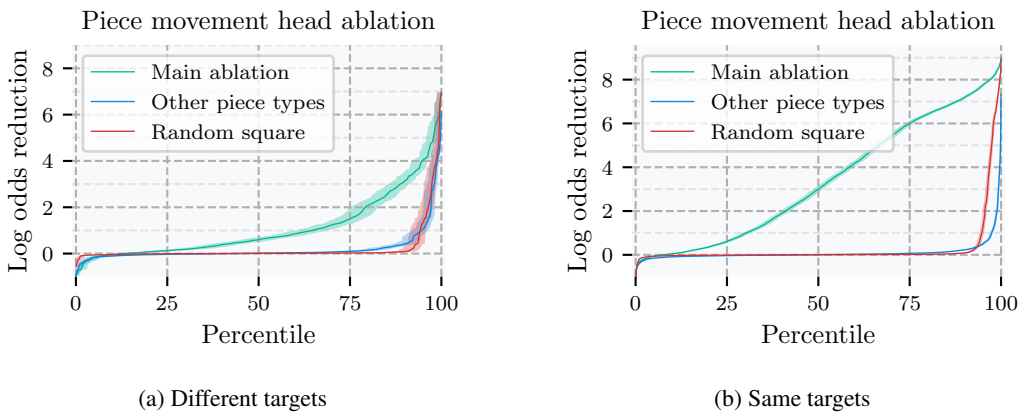 Piece movement head ablation
Log odds reduction
8
6
4
2
0
Main ablation
Other piece types
Random square
0 25 50 75 100
Percentile
(a) Different targets
Piece movement head ablation
Log odds reduction
8
6
4
2
0
Main ablation
Other piece types
Random square
0 25 50 75 100
Percentile
(b) Same targets